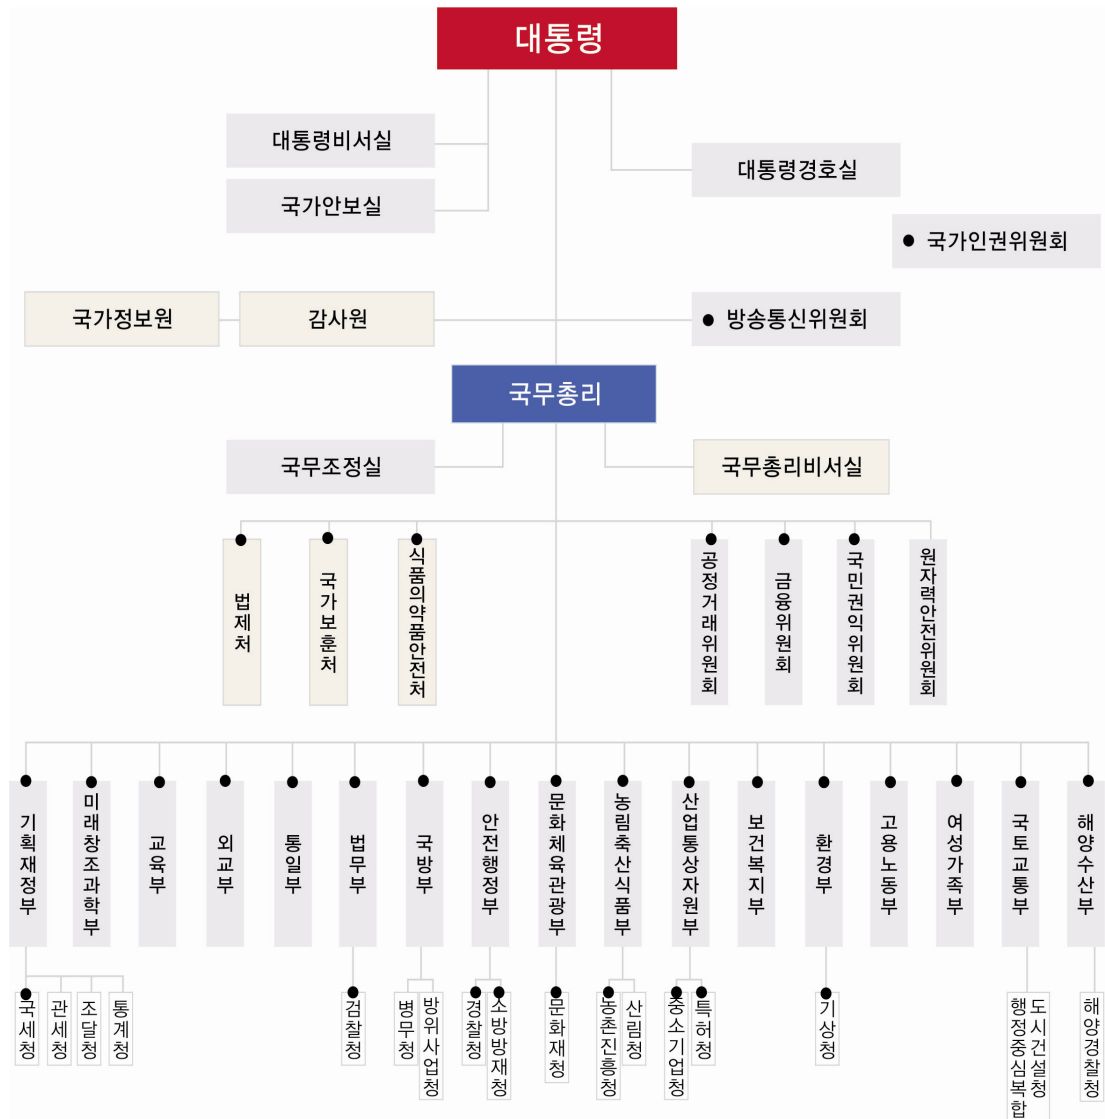 대통령
대통령비서실
대통령경호실
국가안보실
● 국가인권위원회
국가정보원
감사원
● 방송통신위원회
국무총리
국무조정실
국무총리비서실
법제처
국가보훈처
식품의약품안전처
공정거래위원회
금융위원회
국민권익위원회
원자력안전위원회
기획재정부
미래창조과학부
교육부
외교부
통일부
법무부
국방부
안전행정부
문화체육관광부
농림축산식품부
산업통상자원부
보건복지부
환경부
고용노동부
여성가족부
국토교통부
해양수산부
국세청
관세청
조달청
통계청
검찰청
병무청
방위사업청
경찰청
소방방재청
문화재청
농촌진흥청
산림청
중소기업청
특허청
기상청
행정중심복합
도시건설청
해양경찰청